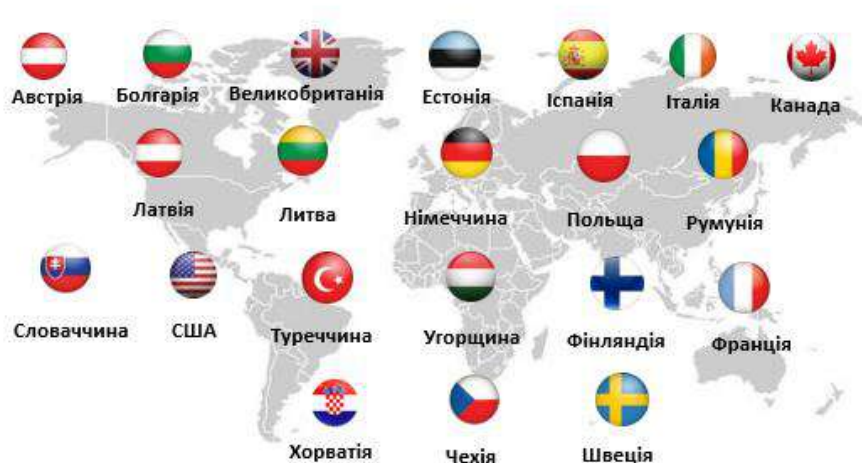 Австрія
Болгарія
Великобританія
Естонія
Іспанія
Італія
Канада
Латвія
Литва
Німеччина
Польща
Румунія
Словаччина
США
Туреччина
Угорщина
Фінляндія
Франція
Хорватія
Чехія
Швеція